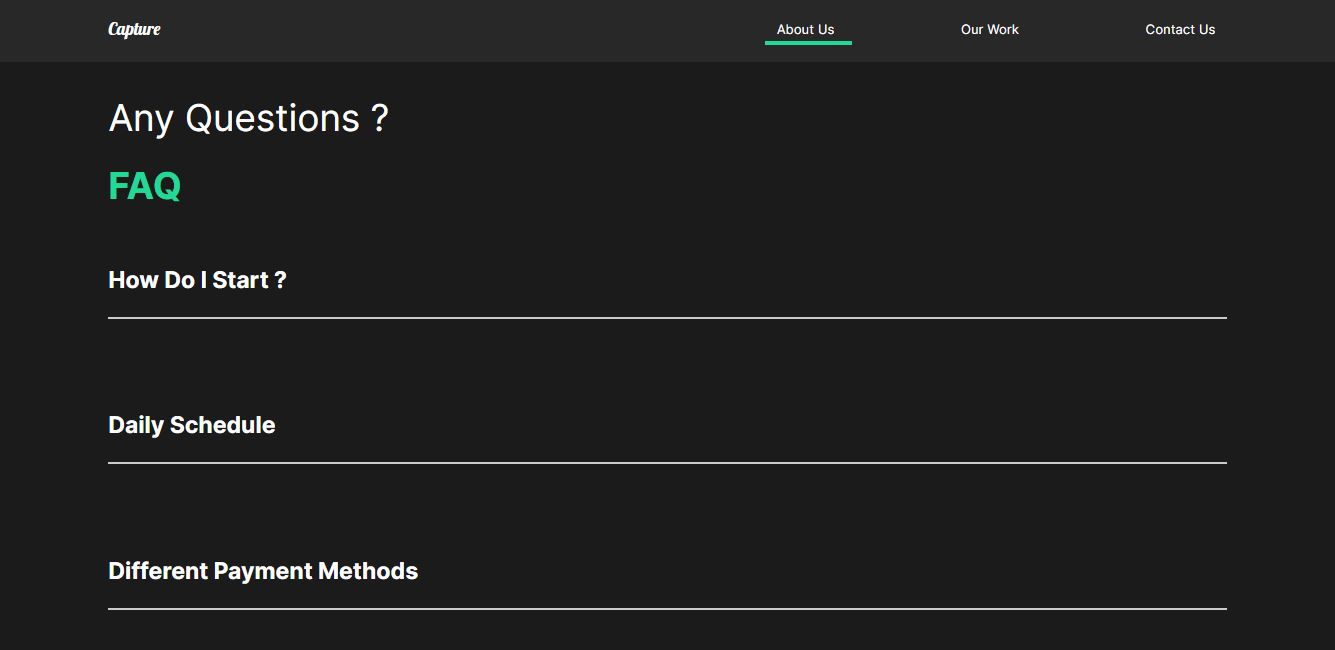 Capture
About Us
Our Work
Contact Us
Any Questions ?
FAQ
How Do I Start ?
Daily Schedule
Different Payment Methods